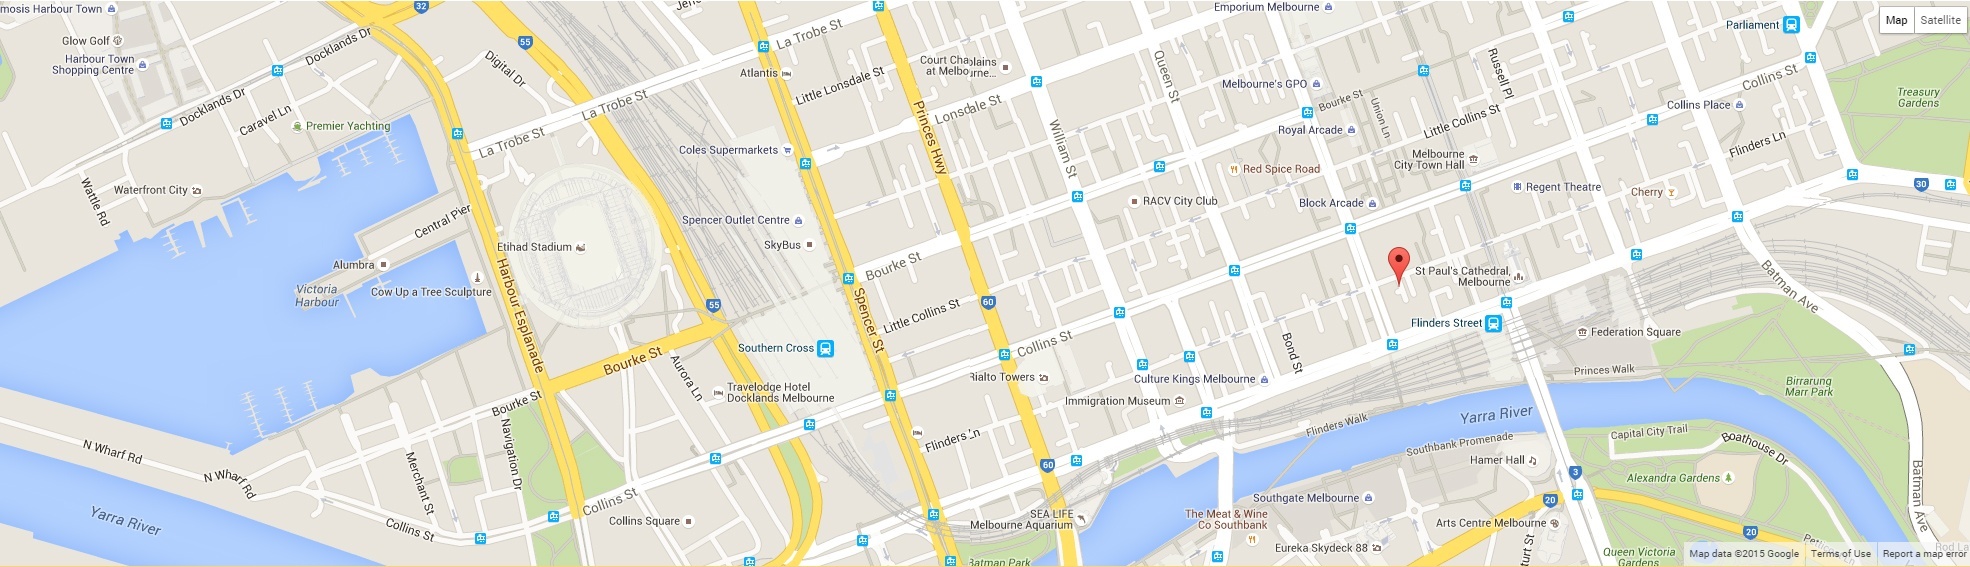 mosis Harbour Town
32
Emporium Melbourne
Parliament
Map
Satellite
Glow Golf
Docklands Dr
55
La Trobe St
Harbour Town
Shopping Centre
Digital Dr
Atlantis
Court Chaplains
at Melbourne...
Queen St
Russell Pl
Collins St
Melbourne's GPO
Little Lonsdale St
Bourke St
Collins Place
Treasury
Gardens
Docklands Dr
Caravel Ln
La Trobe St
Princes Hwy
Lonsdale St
Union Ln
Premier Yachting
La Trobe St
William St
Royal Arcade
Little Collins St
Flinders Ln
Coles Supermarkets
Melbourne
City Town Hall
Red Spice Road
Waterfront City
Wattle Rd
Regent Theatre
Cherry
30
RACV City Club
Block Arcade
Central Pier
Spencer Outlet Centre
Etihad Stadium
SkyBus
Alumbra
Bourke St
St Paul's Cathedral,
Melbourne
Victoria
Harbour
Cow Up a Tree Sculpture
Harbour Esplanade
55
Spencer St
60
Little Collins St
Batman Ave
Flinders Street
Federation Square
Southern Cross
Collins St
Bond St
Bourke St
Aurora Ln
Rialto Towers
Culture Kings Melbourne
Princes Walk
Birrarung
Marr Park
Travelodge Hotel
Docklands Melbourne
Immigration Museum
Bourke St
Yarra River
Flinders Walk
Flinders Ln
Navigation Dr
Capital City Trail
Boathouse Dr
N Wharf Rd
Merchant St
Southbank Promenade
60
Hamer Hall
N Wharf Rd
3
Alexandra Gardens
Batman Ave
Collins St
Southgate Melbourne
20
Yarra River
Collins St
Collins Square
SEA LIFE
Melbourne Aquarium
The Meat & Wine
Co Southbank
Arts Centre Melbourne
20
Eureka Skydeck 88
Batman Park
Queen Victoria
Gardens
Map data ©2015 Google
Terms of Use
Report a map error